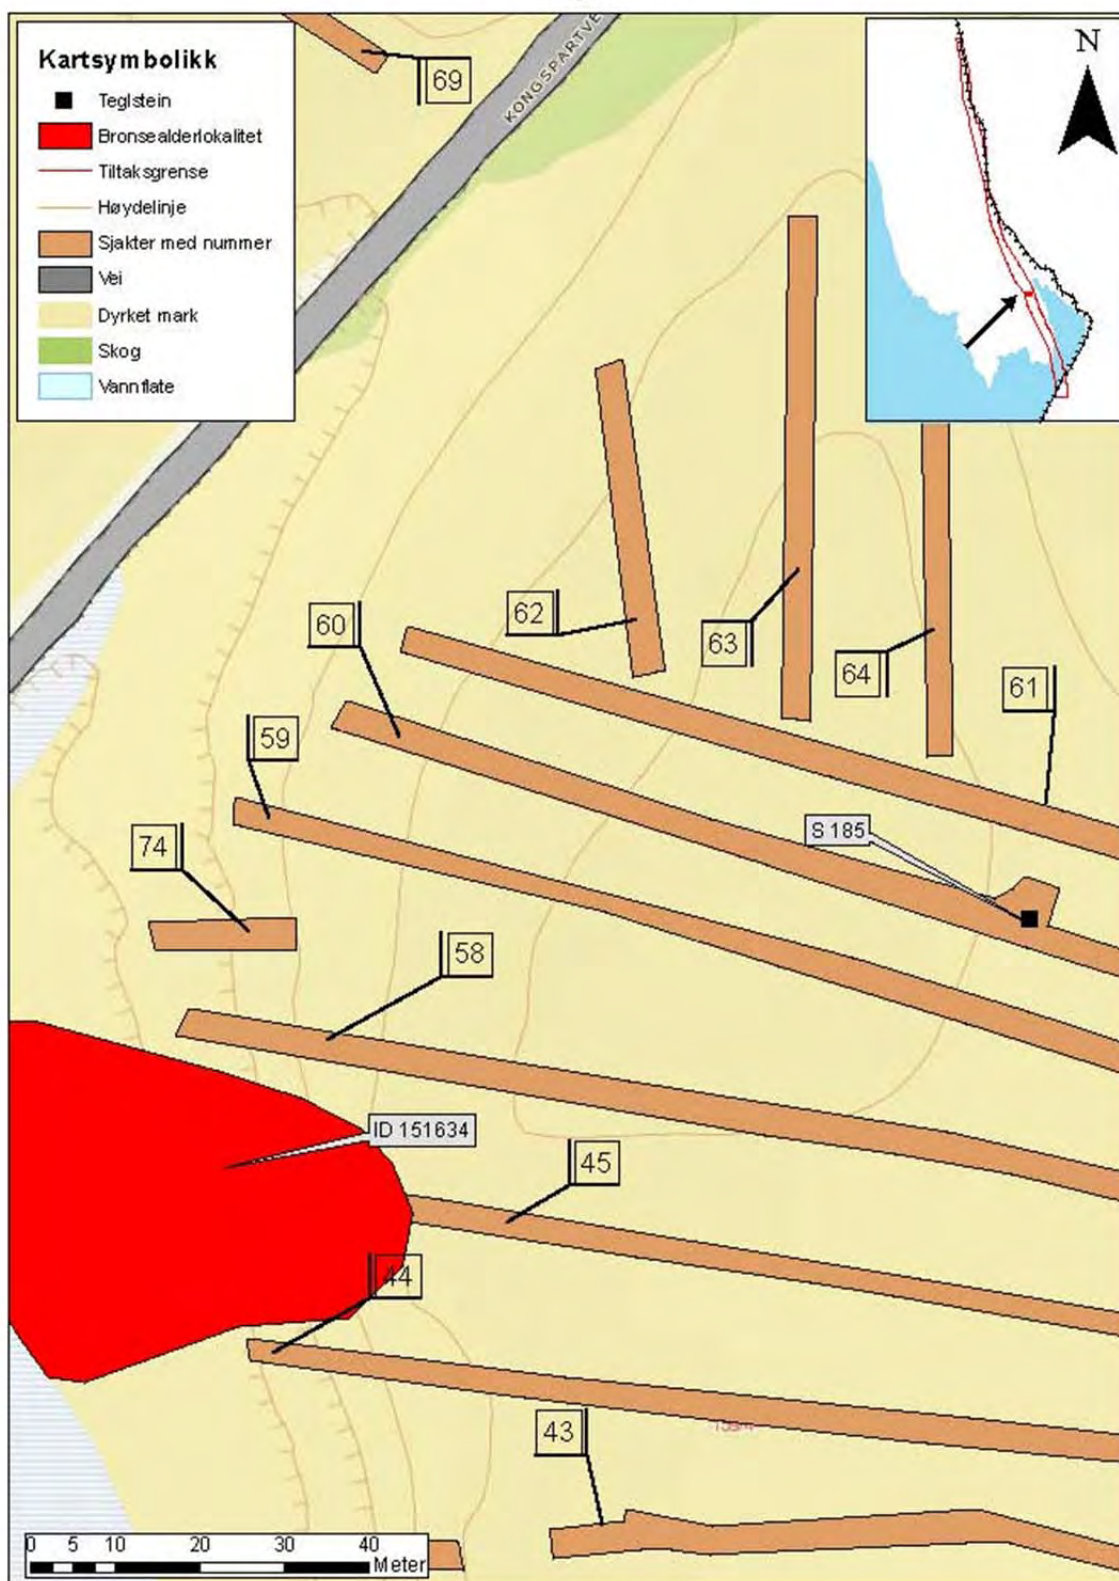 Kartsymbolikk
Teglstein
Bronsealderlokalitet
Tiltaksgrense
Høydelinje
Sjakter med nummer
Vei
Dyrket mark
Skog
Vannflate
69
KONGSPARTVE
N
62
60
63
64
61
59
S 185
74
58
ID 151634
45
44
43
0 5 10 20 30 40
Meter